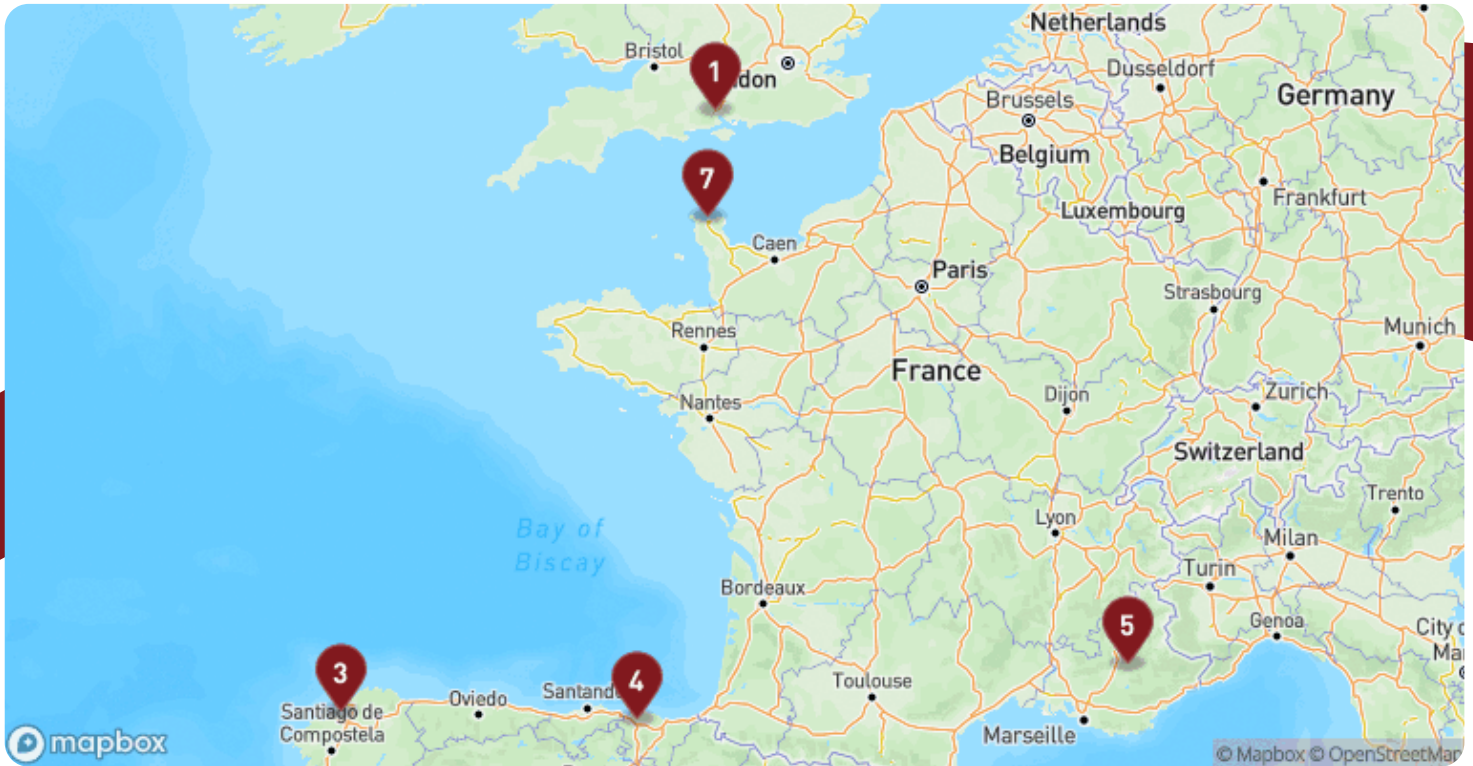 Netherlands
Bristol
1
don
Dusseldorf
Germany
Brussels
Belgium
7
Frankfurt
Luxembourg
Caen
Paris
Strasbourg
Rennes
Munich
France
Dijon
Zurich
Nantes
Switzerland
Trento
Lyon
Bay of
Biscay
Milan
Turin
Bordeaux
Genoa
5
City o
Mar
3
4
Toulouse
Oviedo
Santand
Santiago de
Compostela
Marseille
mapbox
© Mapbox © OpenStreetMap